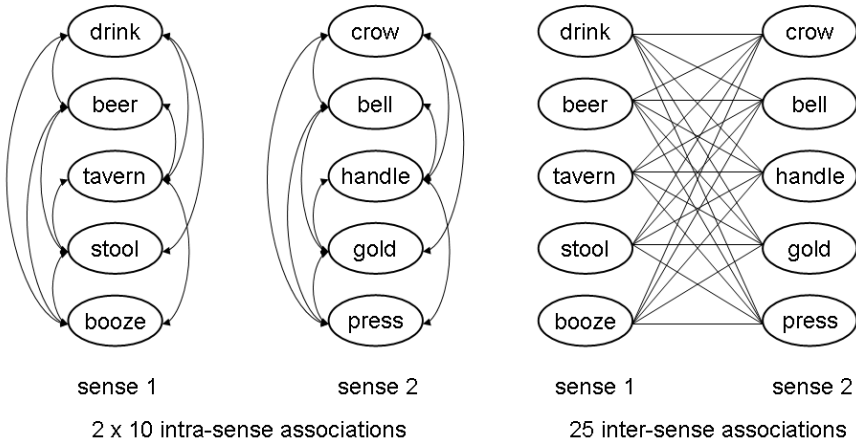 drink crow drink crow
beer bell beer bell
tavern handle tavern handle
stool gold stool gold
booze press booze press
sense 1 sense 2 sense 1 sense 2
2 x 10 intra-sense associations 25 inter-sense associations